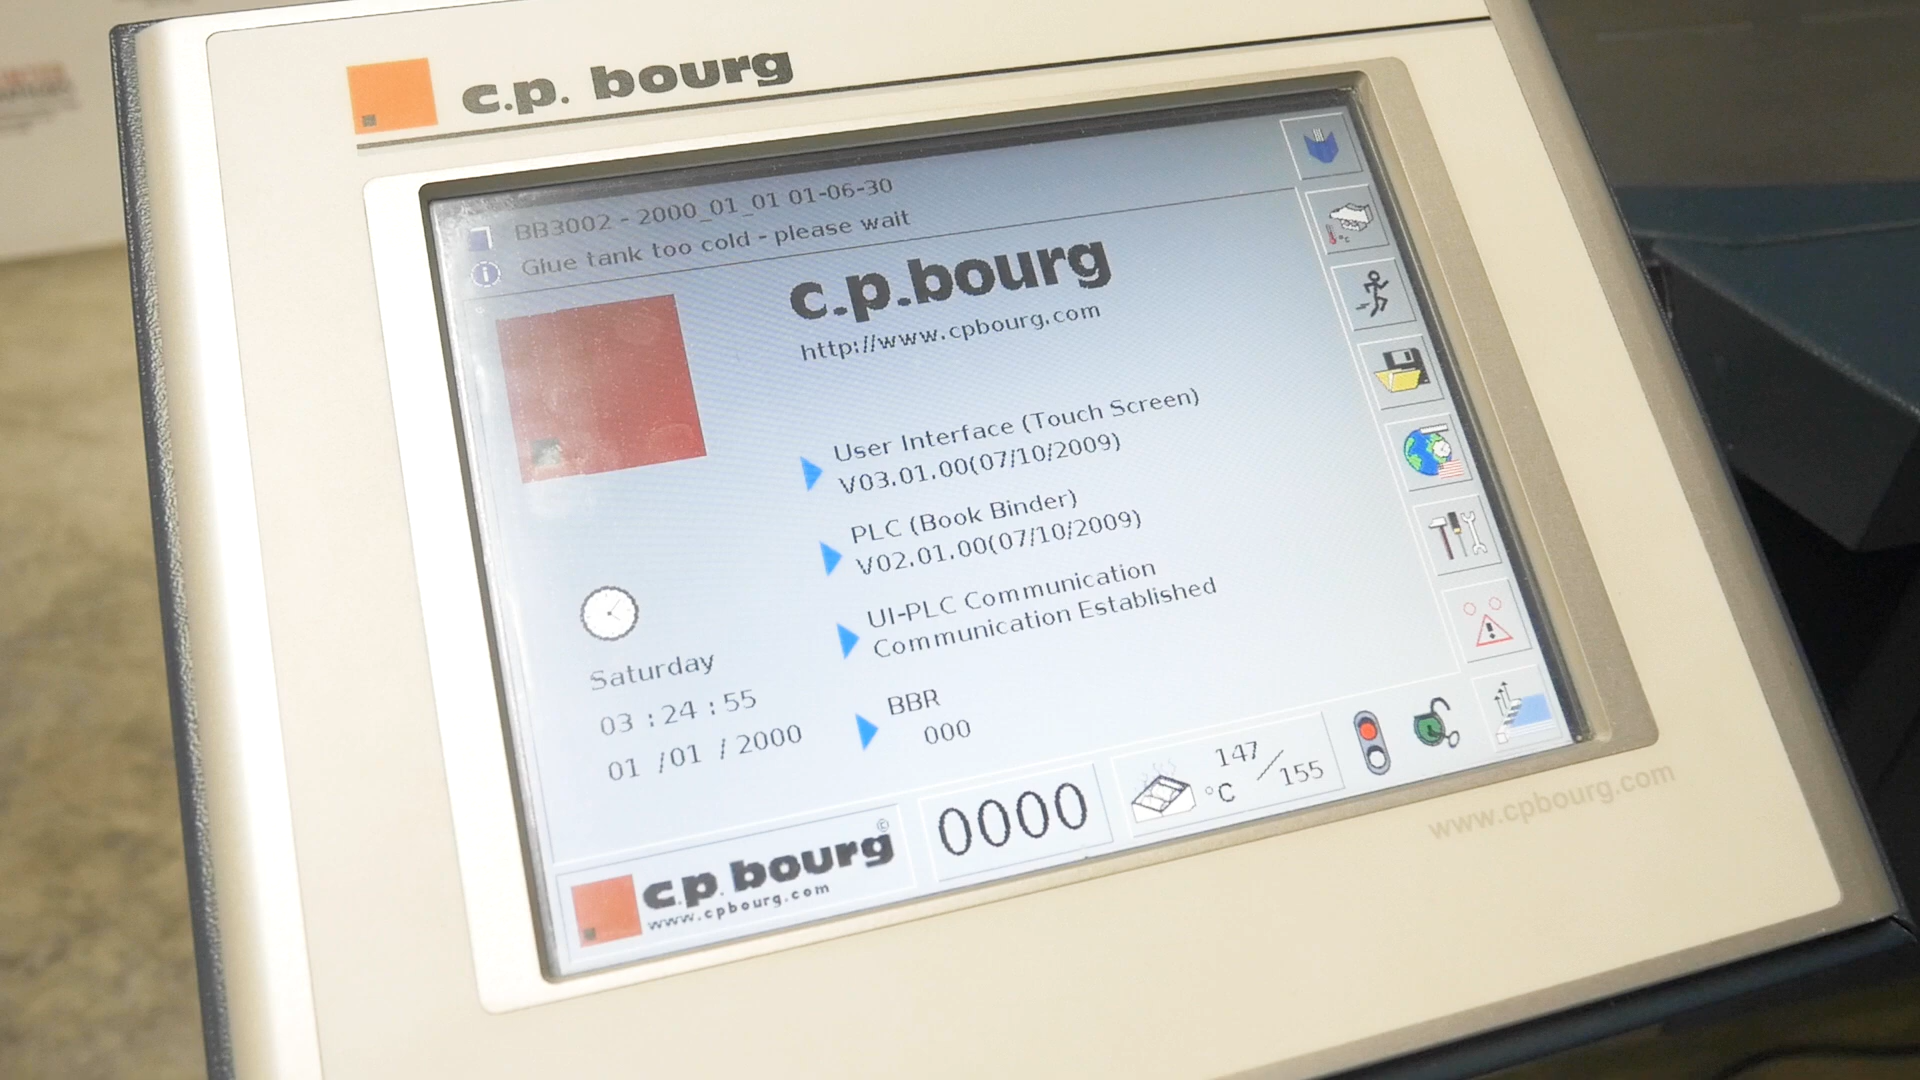 c.p. bourg
BB3002 - 2000_01_01 01-06-30
Glue tank too cold - please wait
c.p.bourg
http://www.cpbourg.com
User Interface (Touch Screen)
V03.01.00(07/10/2009)
PLC (Book Binder)
V02.01.00(07/10/2009)
UI-PLC Communication
Communication Established
BBR
000
Saturday
03 : 24 : 55
01 / 01 / 2000
c.p. bourg©
www.cpbourg.com
0000
147/155
°C
°c
www.cpbourg.com